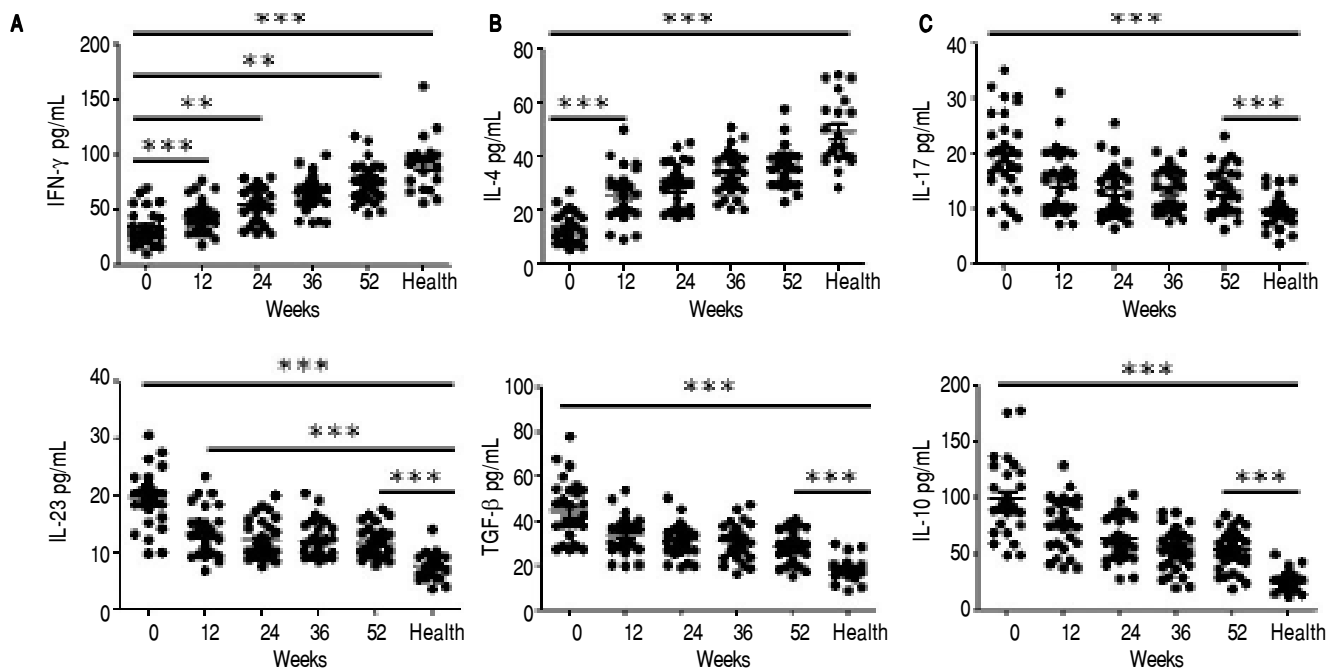 A
***
**
**
***
IFN-γ pg/mL
200
150
100
50
0
0 12 24 36 52 Health
Weeks
B
***
***
IL-4 pg/mL
80
60
40
20
0
0 12 24 36 52 Health
Weeks
C
***
***
IL-17 pg/mL
40
30
20
10
0
0 12 24 36 52 Health
Weeks
***
***
***
IL-23 pg/mL
40
30
20
10
0
0 12 24 36 52 Health
Weeks
***
***
TGF-β pg/mL
100
80
60
40
20
0
0 12 24 36 52 Health
Weeks
***
***
IL-10 pg/mL
200
150
100
50
0
0 12 24 36 52 Health
Weeks